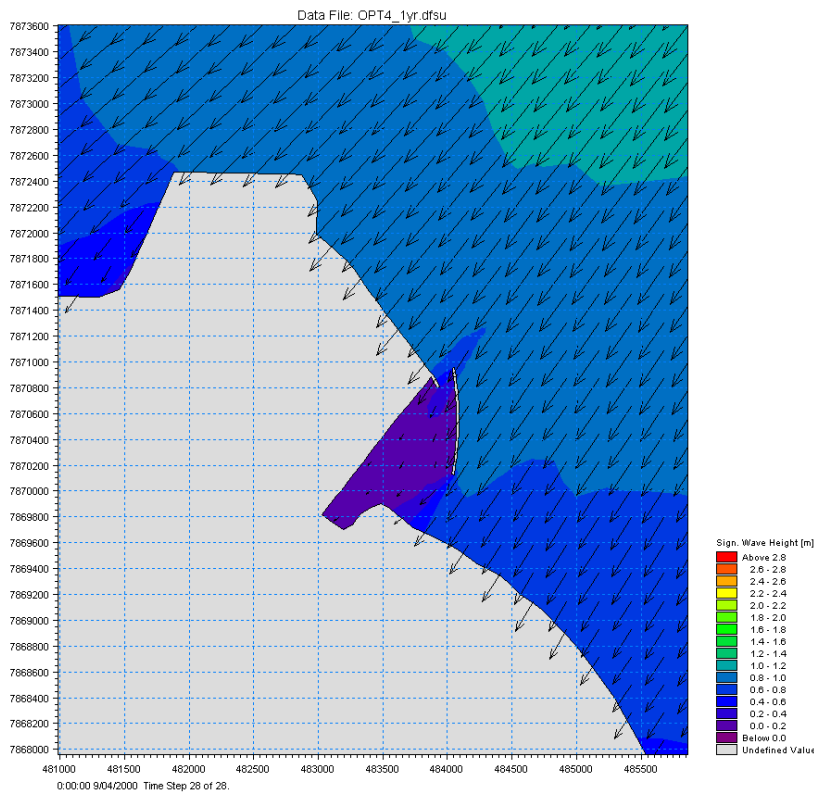 Data File: OPT4_1yr.dfsu
7873600
7873400
7873200
7873000
7872800
7872600
7872400
7872200
7872000
7871800
7871600
7871400
7871200
7871000
7870800
7870600
7870400
7870200
7870000
7869800
7869600
7869400
7869200
7869000
7868800
7868600
7868400
7868200
7868000
481000 481500 482000 482500 483000 483500 484000 484500 485000 485500
0:00:00 9/04/2000 Time Step 28 of 28.
Sign. Wave Height [m]
Above 2.8
2.6 - 2.8
2.4 - 2.6
2.2 - 2.4
2.0 - 2.2
1.8 - 2.0
1.6 - 1.8
1.4 - 1.6
1.2 - 1.4
1.0 - 1.2
0.8 - 1.0
0.6 - 0.8
0.4 - 0.6
0.2 - 0.4
0.0 - 0.2
Below 0.0
Undefined Value